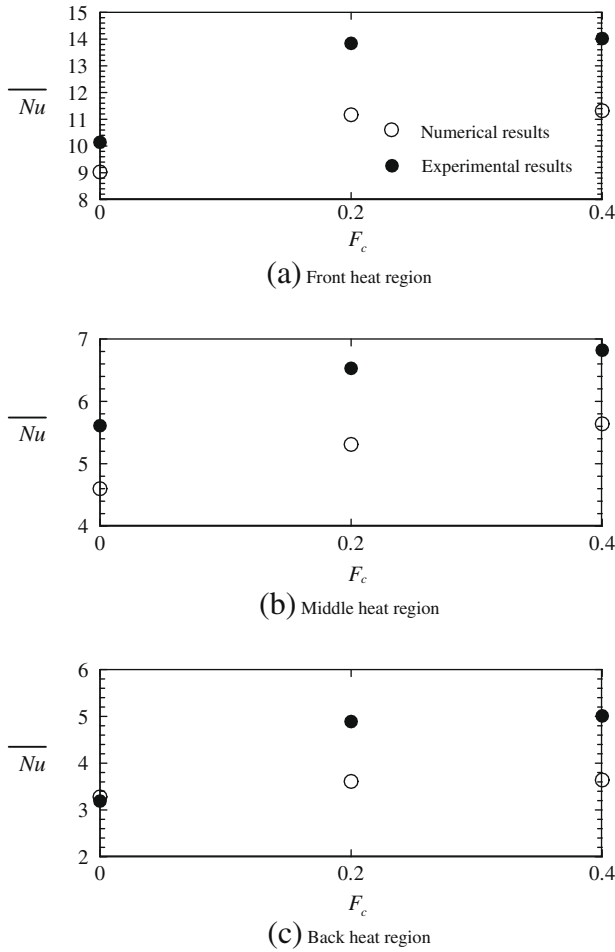 15
14
13
12
11
10
9
8
Nu
Numerical results
Experimental results
0
0.2
0.4
F_c
(a) Front heat region
7
6
5
4
Nu
0
0.2
0.4
F_c
(b) Middle heat region
6
5
4
3
2
Nu
0
0.2
0.4
F_c
(c) Back heat region